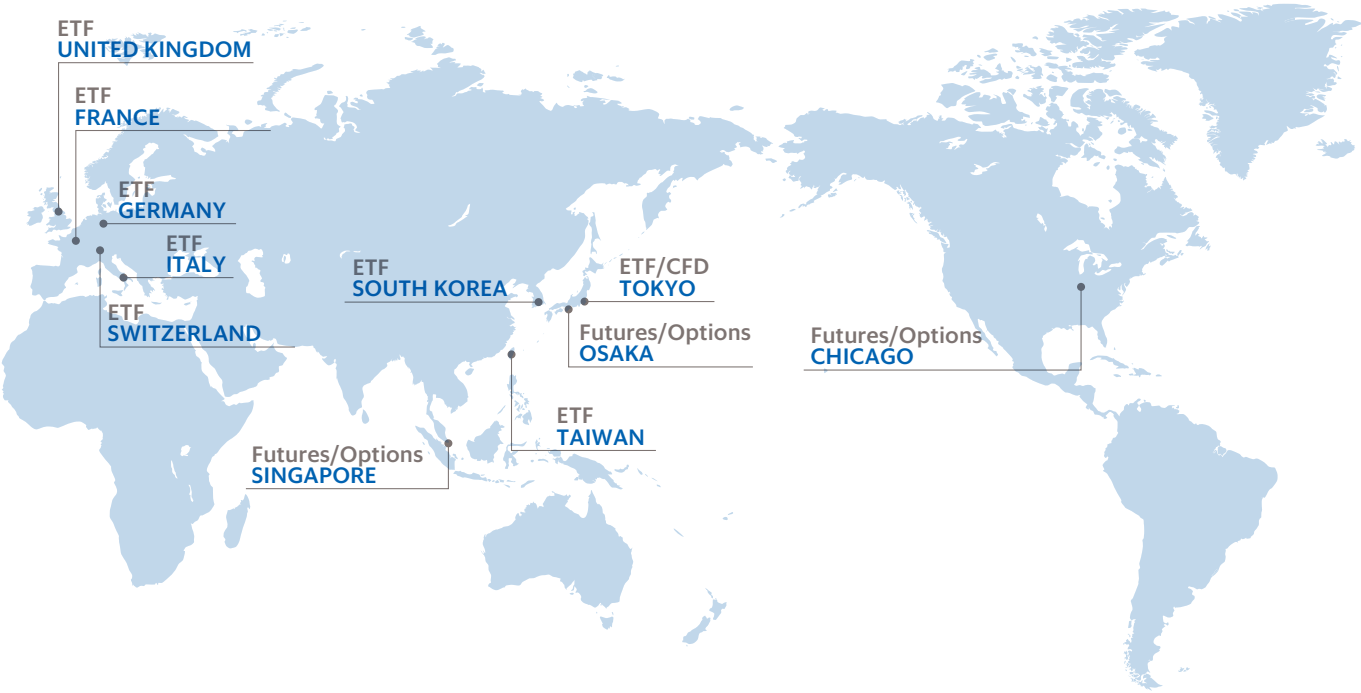 ETF
UNITED KINGDOM
ETF
FRANCE
ETF
GERMANY
ETF
ITALY
ETF
SWITZERLAND
ETF
SOUTH KOREA
ETF/CFD
TOKYO
Futures/Options
OSAKA
Futures/Options
CHICAGO
ETF
TAIWAN
Futures/Options
SINGAPORE